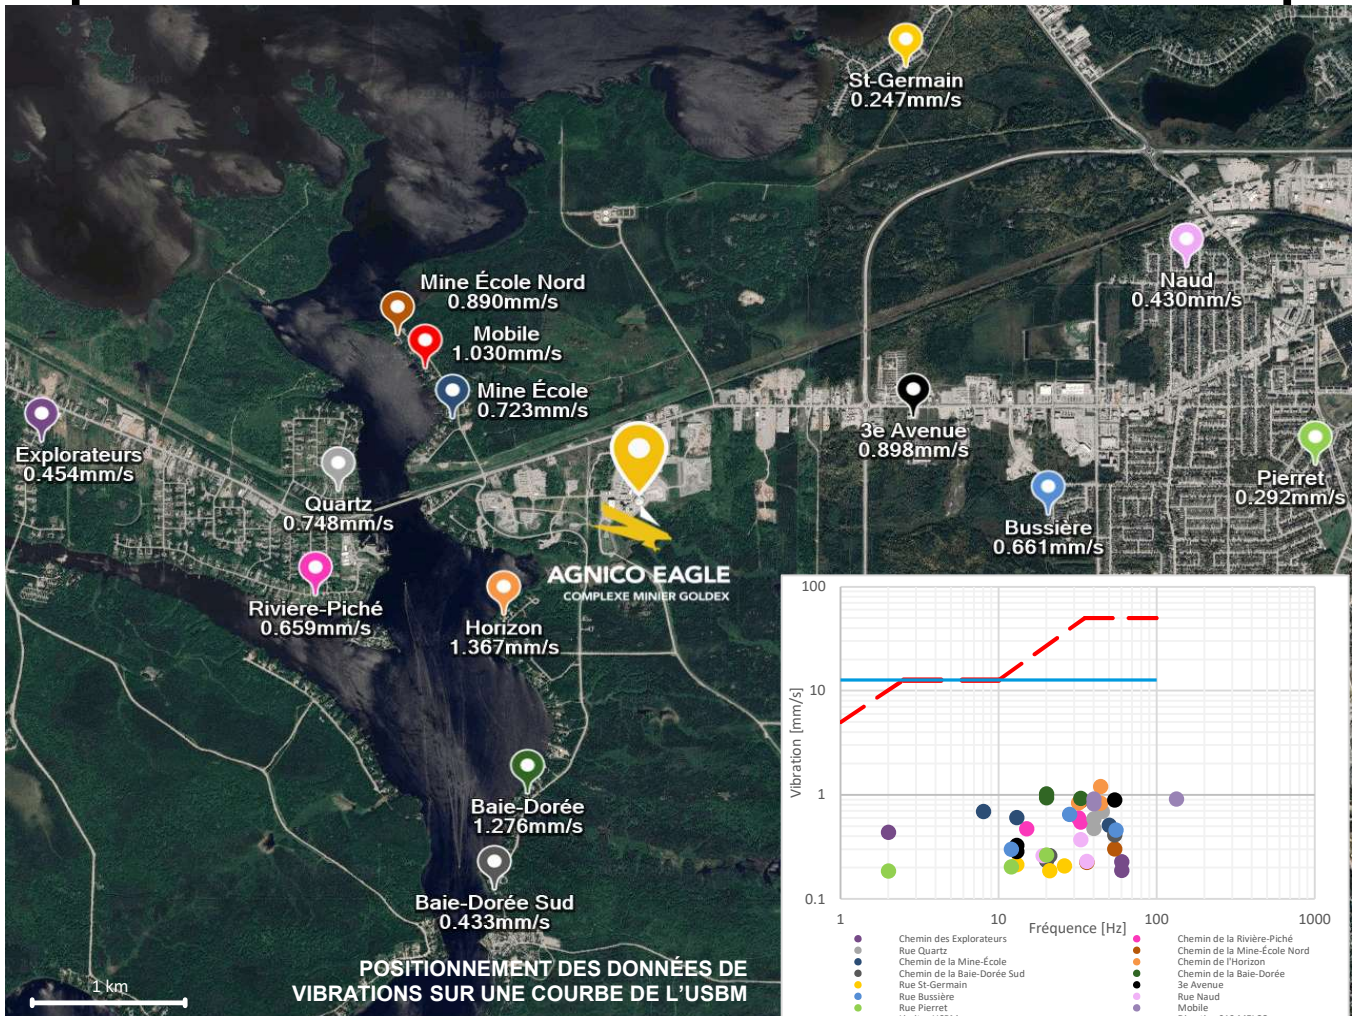 St-Germain
0.247mm/s
Naud
0.430mm/s
Mine École Nord
0.890mm/s
Mobile
1.030mm/s
Mine École
0.723mm/s
3e Avenue
0.898mm/s
Explorateurs
0.454mm/s
Quartz
0.748mm/s
Pierret
0.292mm/s
Bussière
0.661mm/s
AGNICO EAGLE
COMPLEXE MINIER GOLDEX
Riviere-Piché
0.659mm/s
Horizon
1.367mm/s
Baie-Dorée
1.276mm/s
Baie-Dorée Sud
0.433mm/s
POSITIONNEMENT DES DONNÉES DE
VIBRATIONS SUR UNE COURBE DE L'USBM
1 km
Vibration [mm/s]
100
10
1
0.1
1 10 100 1000
Fréquence [Hz]
Chemin des Explorateurs
Chemin de la Rivière-Piché
Rue Quartz
Chemin de la Mine-École Nord
Chemin de la Mine-École
Chemin de l'Horizon
Chemin de la Baie-Dorée Sud
Chemin de la Baie-Dorée
Rue St-Germain
3e Avenue
Rue Bussière
Rue Naud
Rue Pierret
Mobile